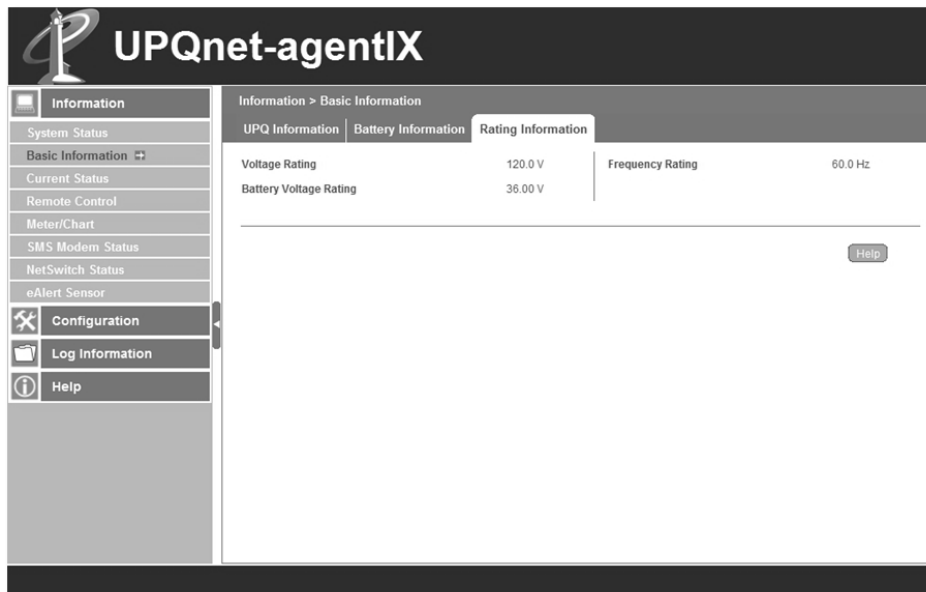 UPQnet-agentIX
Information
System Status
Basic Information
Current Status
Remote Control
Meter/Chart
SMS Modem Status
NetSwitch Status
eAlert Sensor
Configuration
Log Information
Help
Information > Basic Information
UPQ Information Battery Information Rating Information
Voltage Rating 120.0 V Frequency Rating 60.0 Hz
Battery Voltage Rating 36.00 V
Help